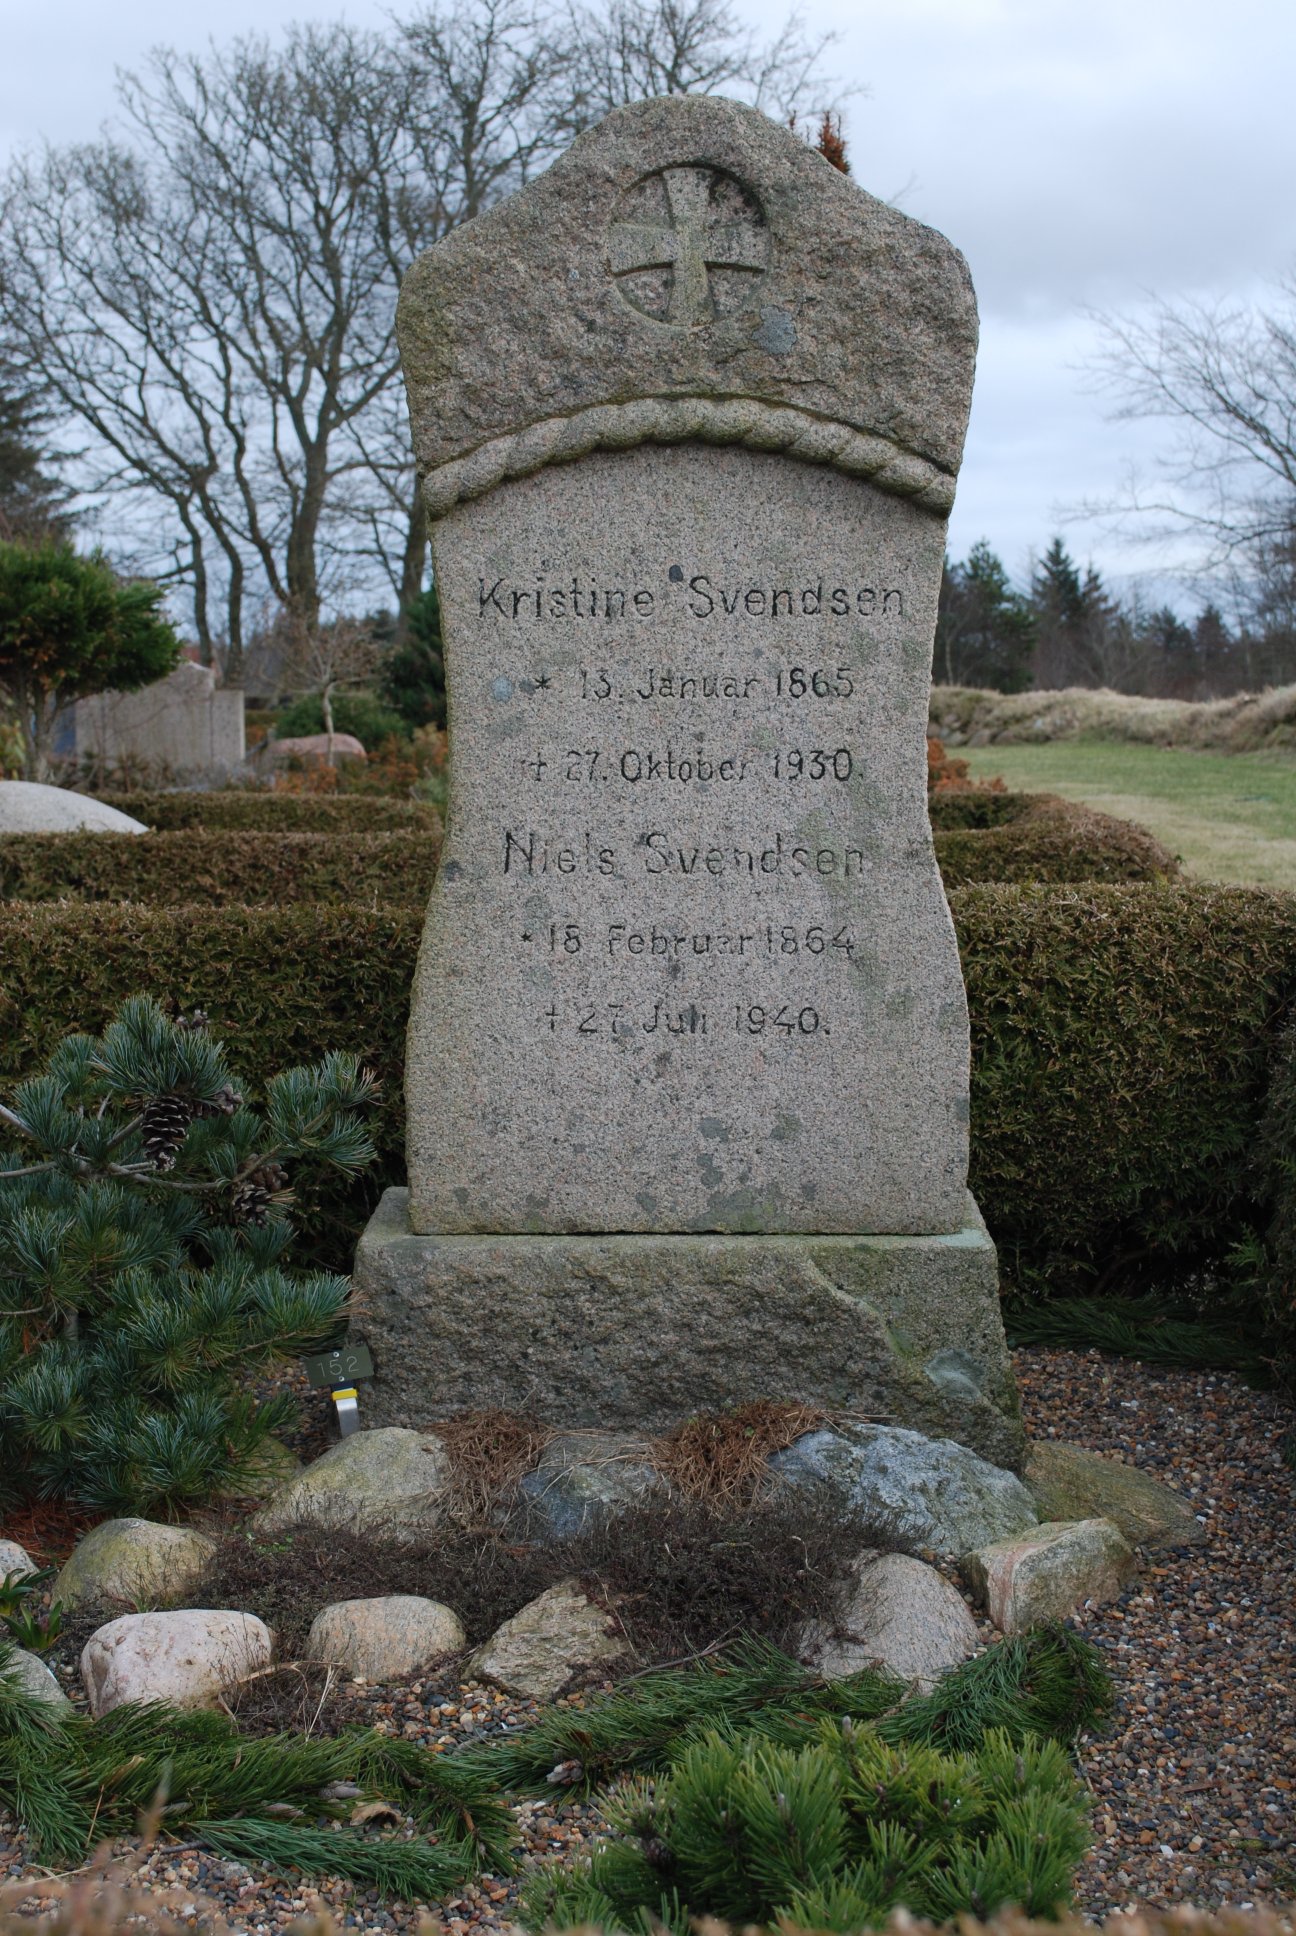 Kristine Svendsen
* 13. Januar 1865
† 27. Oktober 1930.
Niels Svendsen
* 18 Februar 1864
† 27 Juli 1940.
152